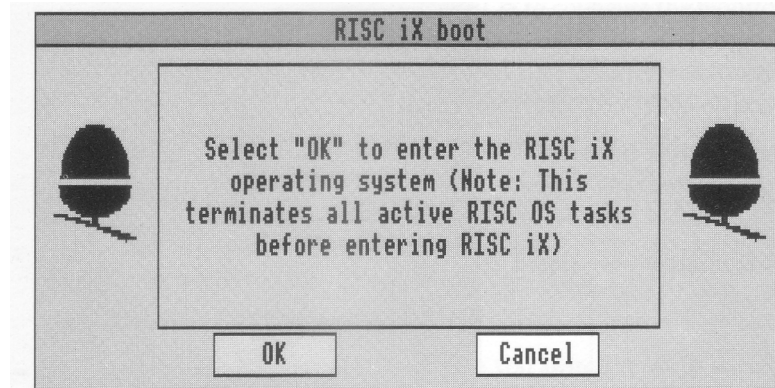 RISC iX boot
Select "OK" to enter the RISC iX
operating system (Note: This
terminates all active RISC OS tasks
before entering RISC iX)
OK
Cancel